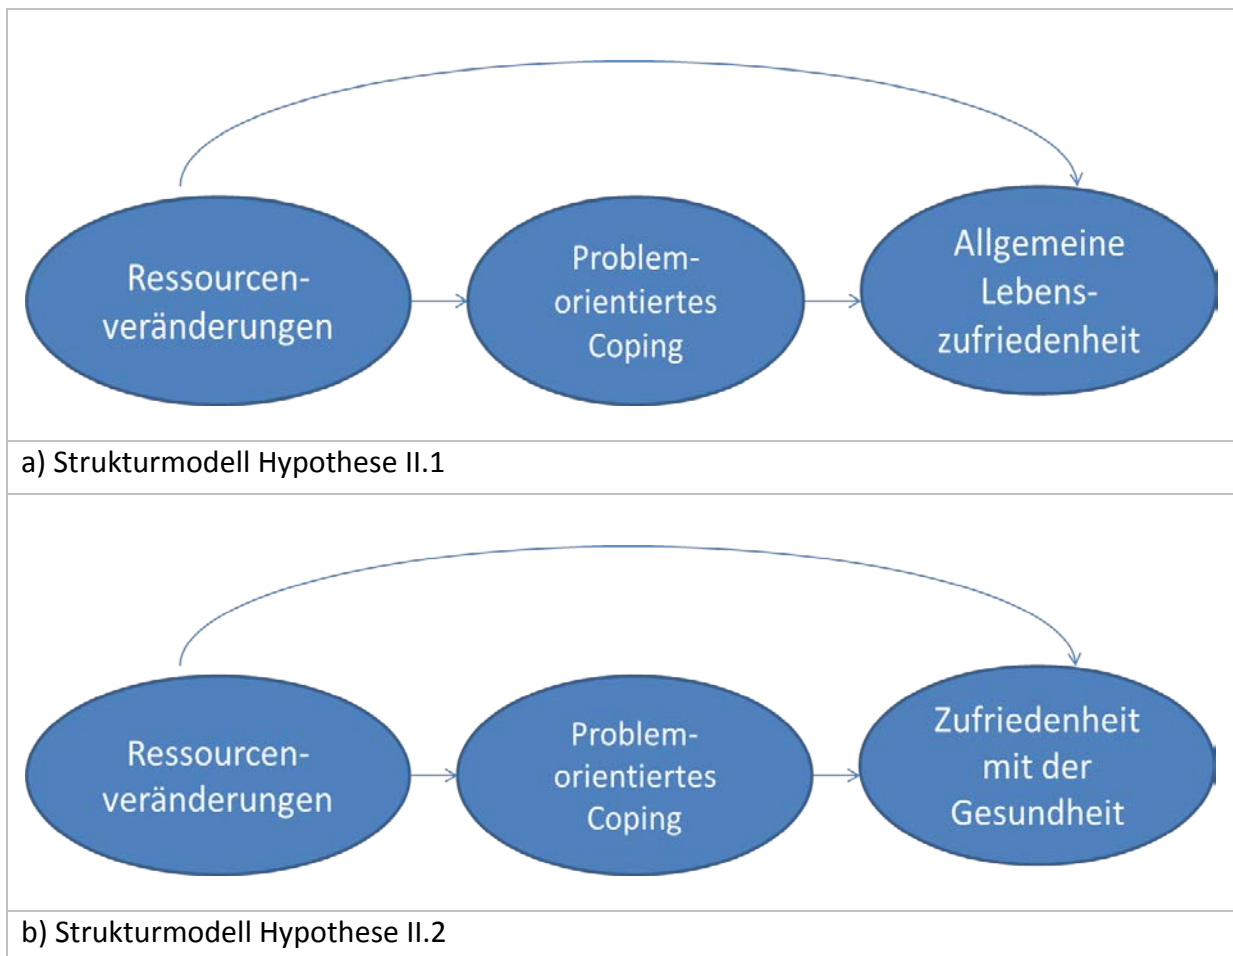 Ressourcen-
veränderungen
Problem-
orientiertes
Coping
Allgemeine
Lebens-
zufriedenheit
a) Strukturmodell Hypothese II.1
Ressourcen-
veränderungen
Problem-
orientiertes
Coping
Zufriedenheit
mit der
Gesundheit
b) Strukturmodell Hypothese II.2